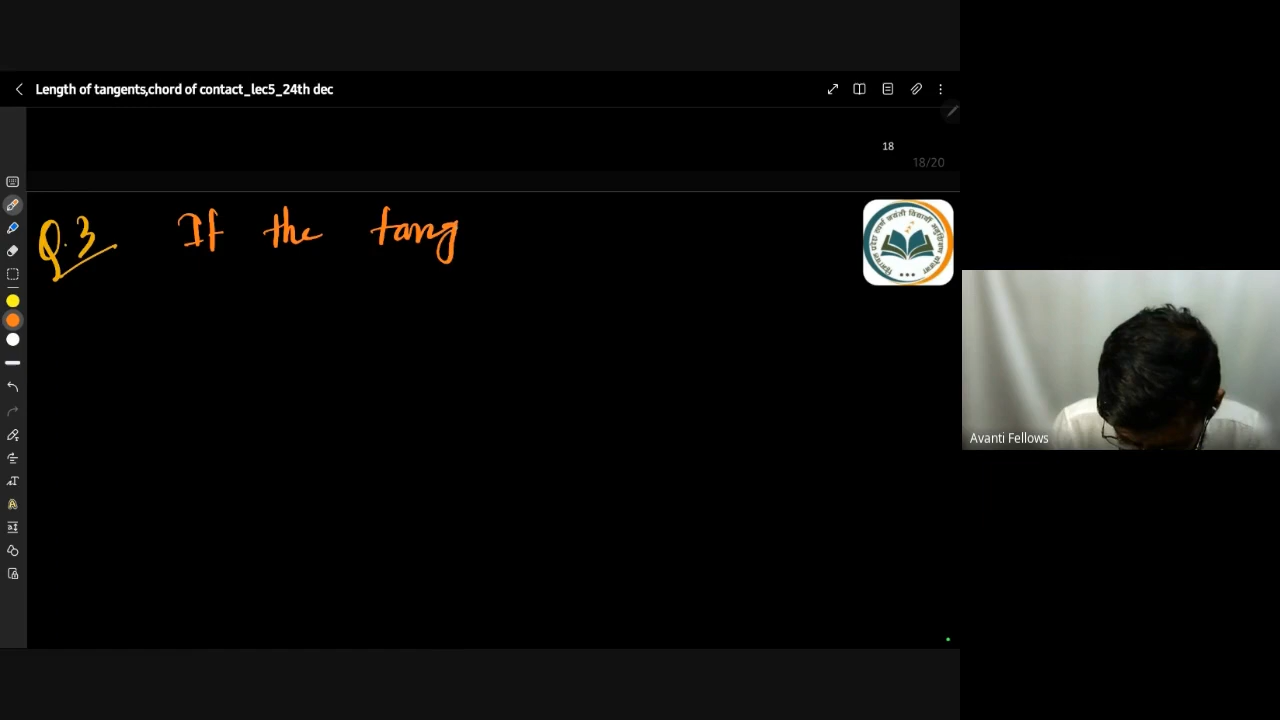 Length of tangents,chord of contact_lec5_24th dec
18
18/20
Q.3 If the tang
Avanti Fellows